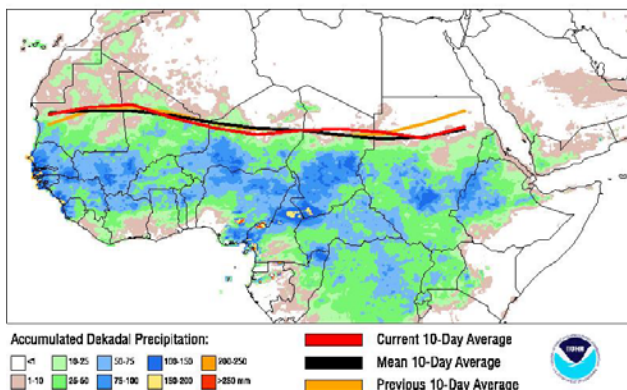 Accumulated Dekadal Precipitation:
<1 10-25 50-75 100-150 200-250
1-10 25-50 75-100 150-200 >250 mm
Current 10-Day Average
Mean 10-Day Average
Previous 10-Day Average